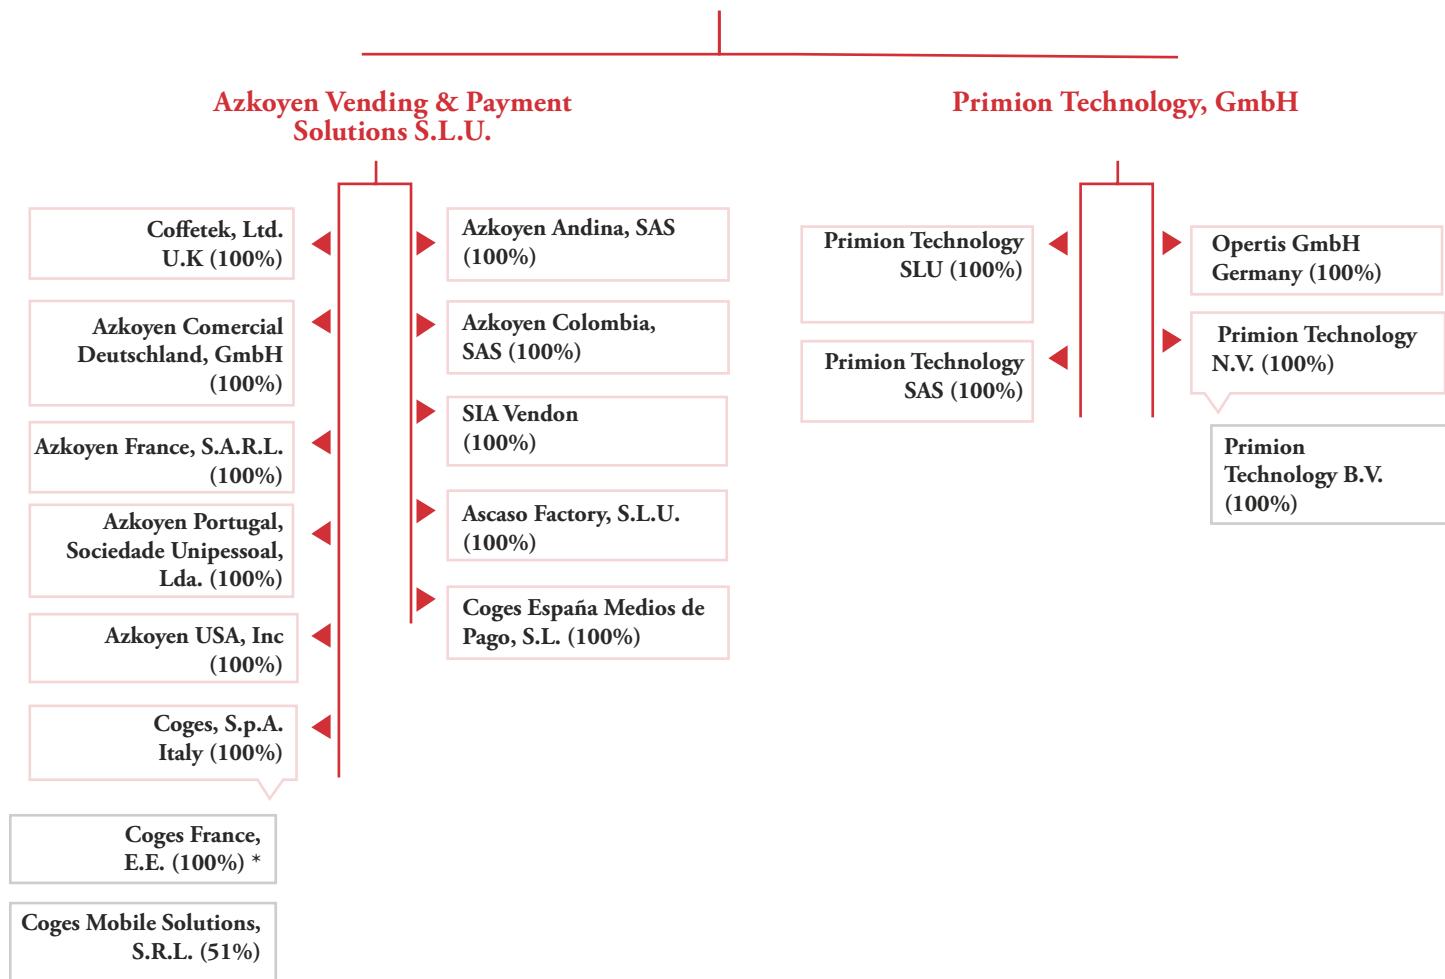 Azkoyen Vending & Payment
Solutions S.L.U.
Coffetek, Ltd.
U.K (100%)
Azkoyen Comercial
Deutschland, GmbH
(100%)
Azkoyen France, S.A.R.L.
(100%)
Azkoyen Portugal,
Sociedade Unipessoal,
Lda. (100%)
Azkoyen USA, Inc
(100%)
Coges, S.p.A.
Italy (100%)
Coges France,
E.E. (100%) *
Coges Mobile Solutions,
S.R.L. (51%)
Azkoyen Andina, SAS
(100%)
Azkoyen Colombia,
SAS (100%)
SIA Vendon
(100%)
Ascaso Factory, S.L.U.
(100%)
Coges España Medios de
Pago, S.L. (100%)
Primion Technology, GmbH
Primion Technology
SLU (100%)
Primion Technology
SAS (100%)
Opertis GmbH
Germany (100%)
Primion Technology
N.V. (100%)
Primion
Technology B.V.
(100%)